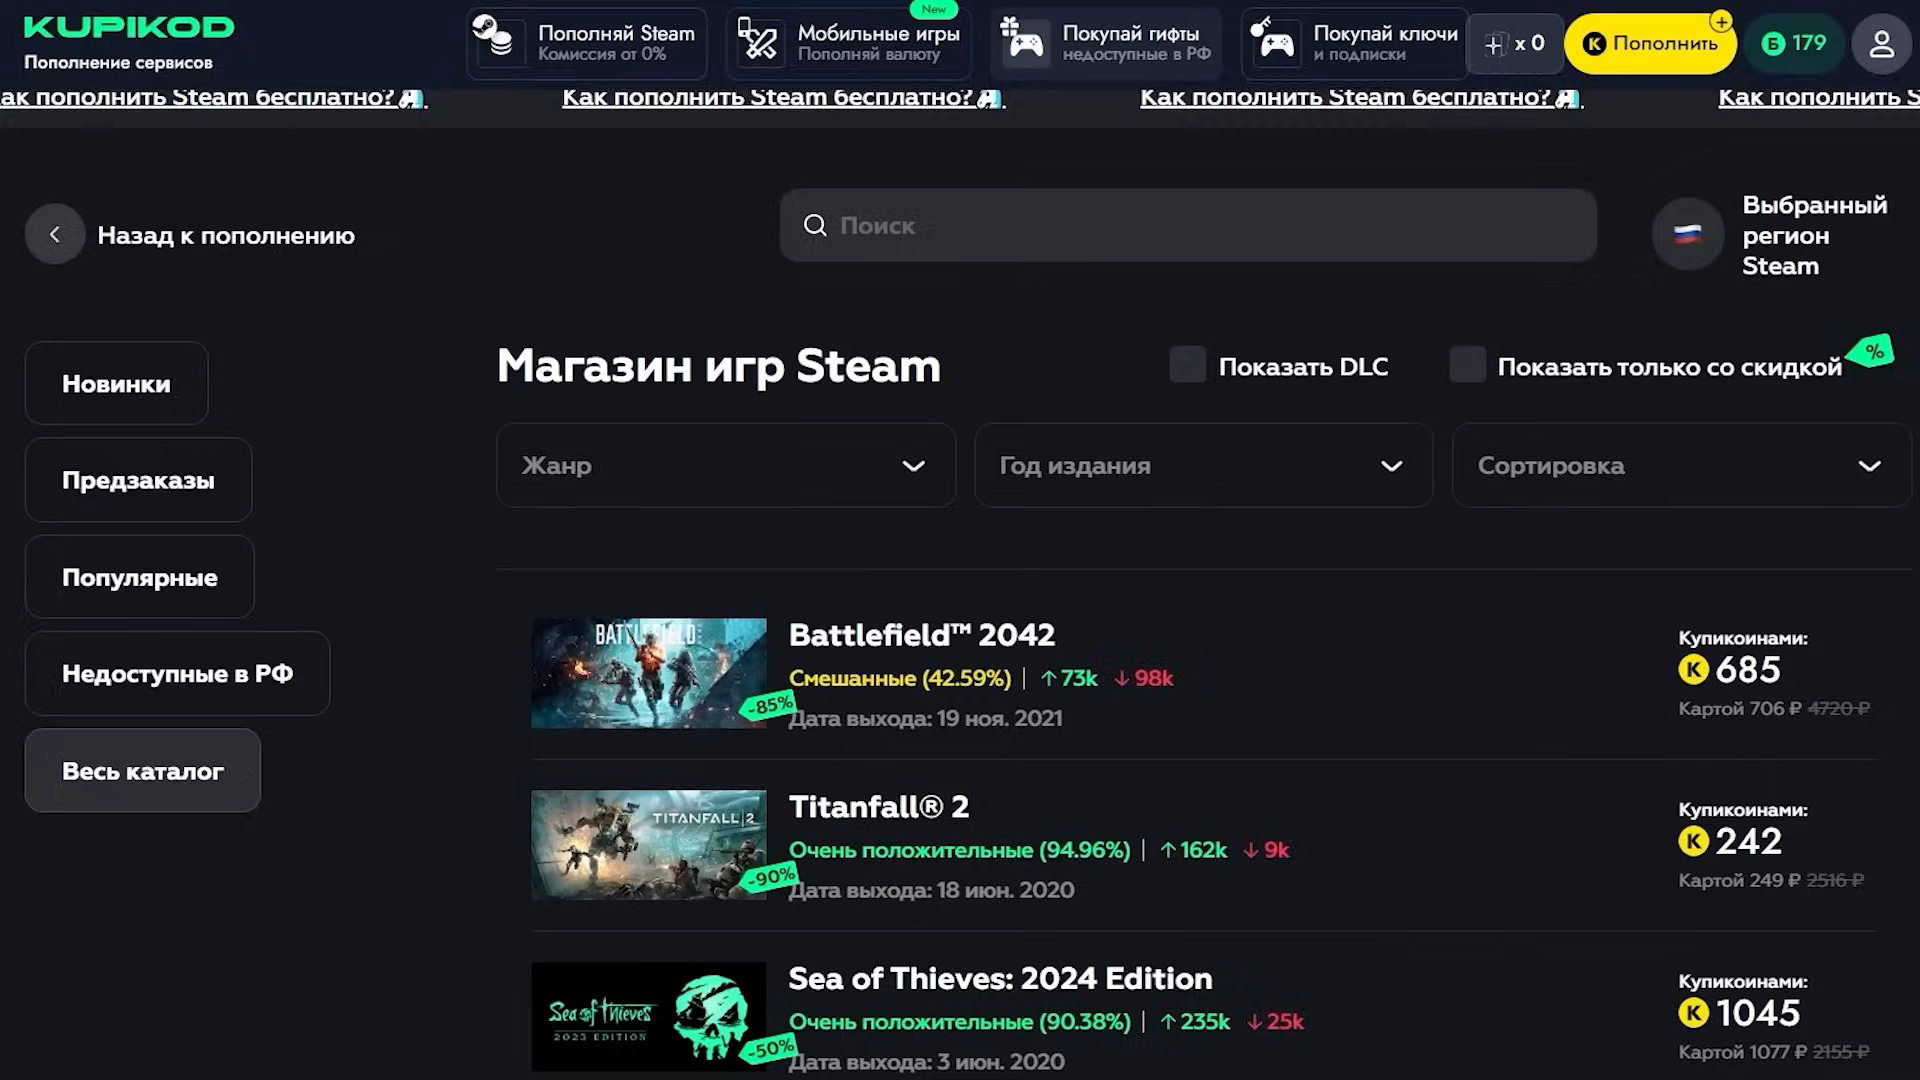 KUPIKOD
Пополнение сервисов
Пополняй Steam
Комиссия от 0%
New
Мобильные игры
Пополняй валюту
Покупай гифты
недоступные в РФ
Покупай ключи
и подписки
x 0
Пополнить
Б 179
ак пополнить Steam бесплатно?
Как пополнить Steam бесплатно?
Как пополнить Steam бесплатно?
Как пополнить S
Назад к пополнению
Поиск
Выбранный
регион
Steam
Новинки
Предзаказы
Популярные
Недоступные в РФ
Весь каталог
Магазин игр Steam
Показать DLC
Показать только со скидкой
%
Жанр
Год издания
Сортировка
BATTLEFIELD
-85%
Battlefield™ 2042
Смешанные (42.59%) | ↑73k ↓98k
Дата выхода: 19 ноя. 2021
Купикоинами:
K 685
Картой 706 ₽ 4720 ₽
TITANFALL|2
-90%
Titanfall® 2
Очень положительные (94.96%) | ↑162k ↓9k
Дата выхода: 18 июн. 2020
Купикоинами:
K 242
Картой 249 ₽ 2516 ₽
Sea of Thieves
2023 EDITION
-50%
Sea of Thieves: 2024 Edition
Очень положительные (90.38%) | ↑235k ↓25k
Дата выхода: 3 июн. 2020
Купикоинами:
K 1045
Картой 1077 ₽ 2155 ₽